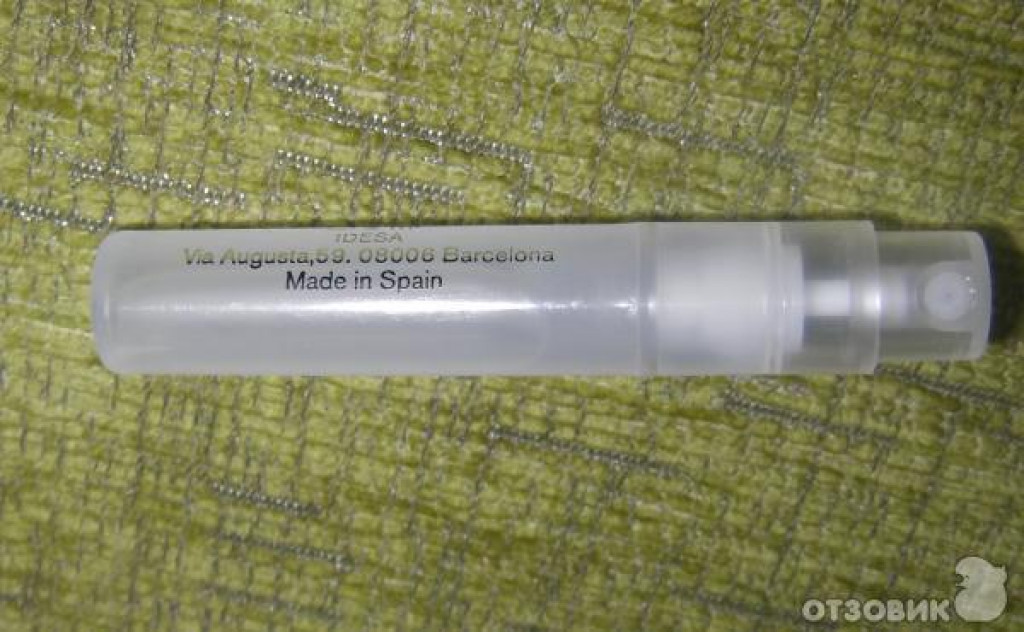 IDESA
Via Augusta,59. 08006 Barcelona
Made in Spain
ОТЗОВИК